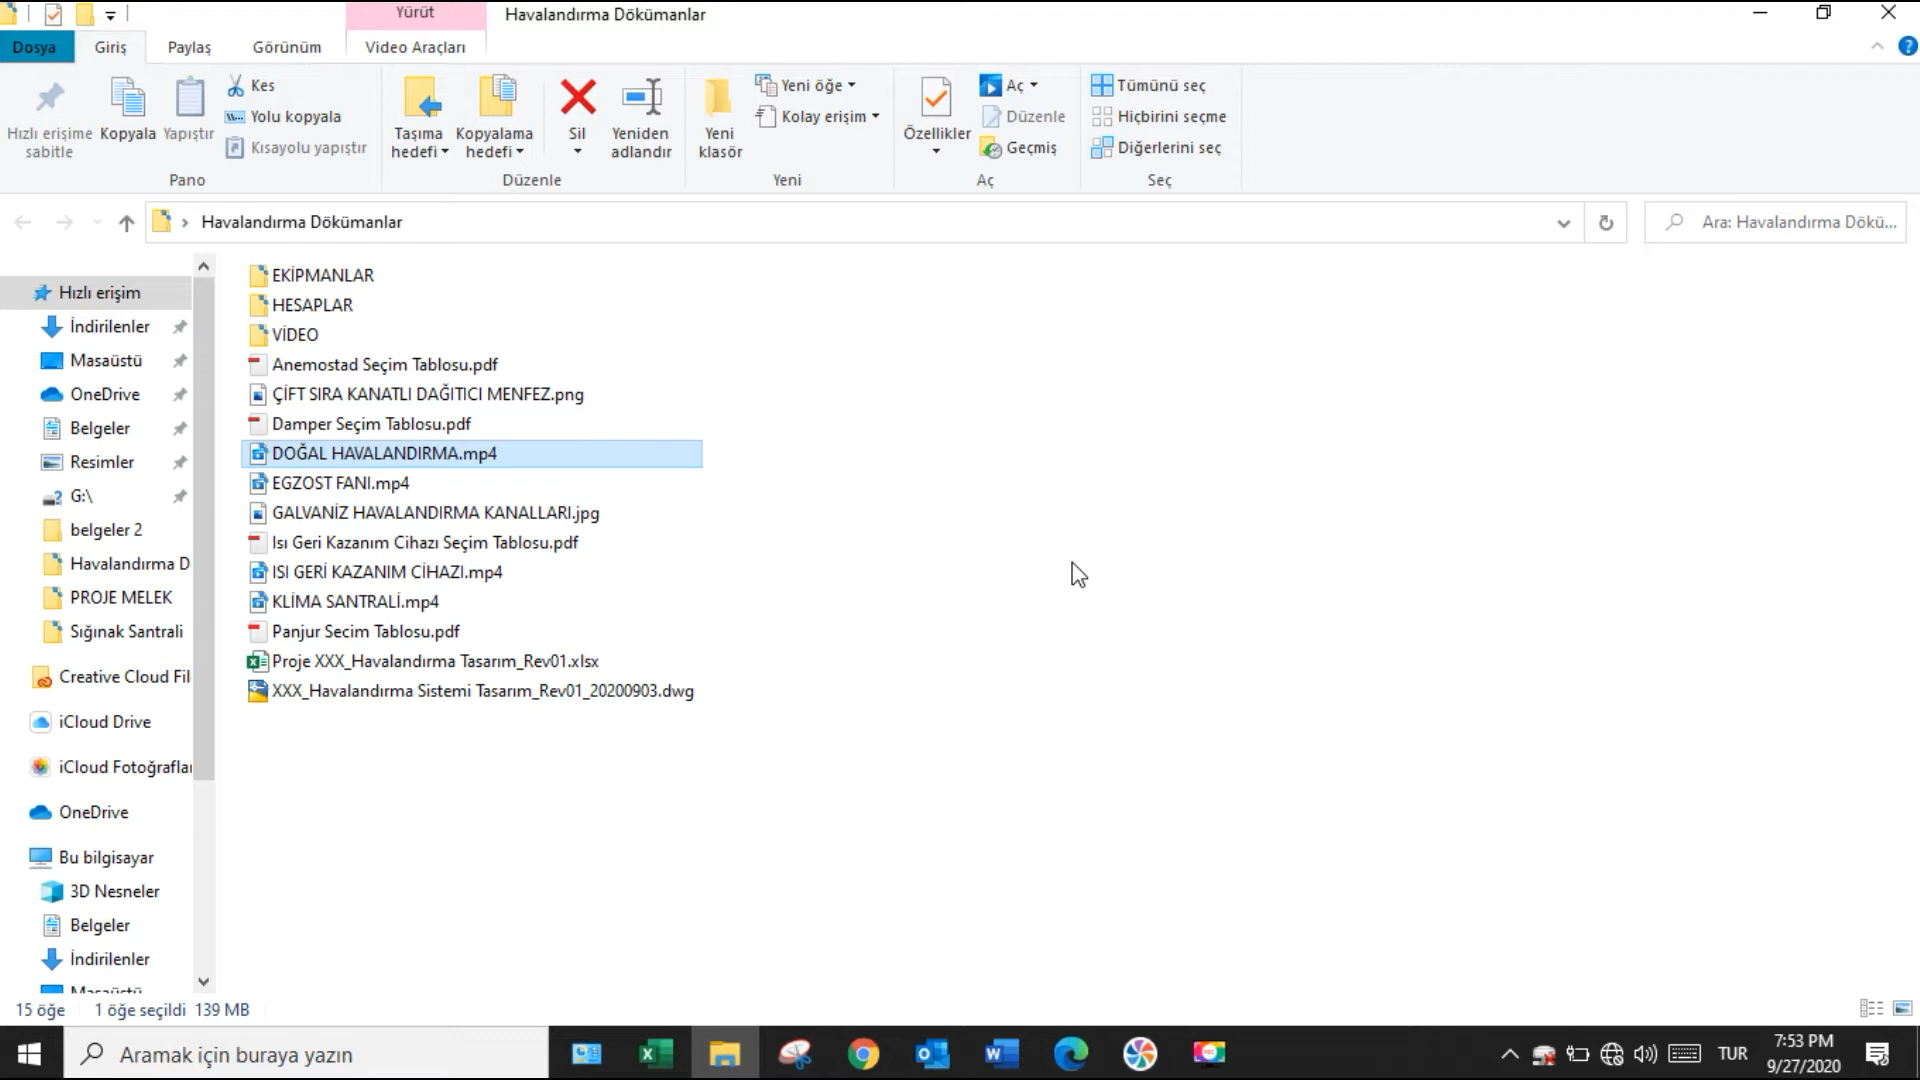 Yürüt
Havalandırma Dökümanlar
Dosya
Giriş
Paylaş
Görünüm
Video Araçları
Hızlı erişime
sabitle
Kopyala
Yapıştır
Kes
Yolu kopyala
Kısayolu yapıştır
Pano
Taşıma
hedefi
Kopyalama
hedefi
Sil
Yeniden
adlandır
Düzenle
Yeni
klasör
Yeni öğe
Kolay erişim
Yeni
Özellikler
Aç
Düzenle
Geçmiş
Aç
Tümünü seç
Hiçbirini seçme
Diğerlerini seç
Seç
Havalandırma Dökümanlar
Ara: Havalandırma Dökü...
Hızlı erişim
İndirilenler
Masaüstü
OneDrive
Belgeler
Resimler
G:\
belgeler 2
Havalandırma D
PROJE MELEK
Sığınak Santrali
Creative Cloud Fil
iCloud Drive
iCloud Fotoğraflar
OneDrive
Bu bilgisayar
3D Nesneler
Belgeler
İndirilenler
Masaüstü
EKİPMANLAR
HESAPLAR
VİDEO
Anemostad Seçim Tablosu.pdf
ÇİFT SIRA KANATLI DAĞITICI MENFEZ.png
Damper Seçim Tablosu.pdf
DOĞAL HAVALANDIRMA.mp4
EGZOST FANI.mp4
GALVANİZ HAVALANDIRMA KANALLARI.jpg
Isı Geri Kazanım Cihazı Seçim Tablosu.pdf
ISI GERİ KAZANIM CİHAZI.mp4
KLİMA SANTRALİ.mp4
Panjur Secim Tablosu.pdf
Proje XXX_Havalandırma Tasarım_Rev01.xlsx
XXX_Havalandırma Sistemi Tasarım_Rev01_20200903.dwg
15 öğe
1 öğe seçildi 139 MB
Aramak için buraya yazın
TUR
7:53 PM
9/27/2020